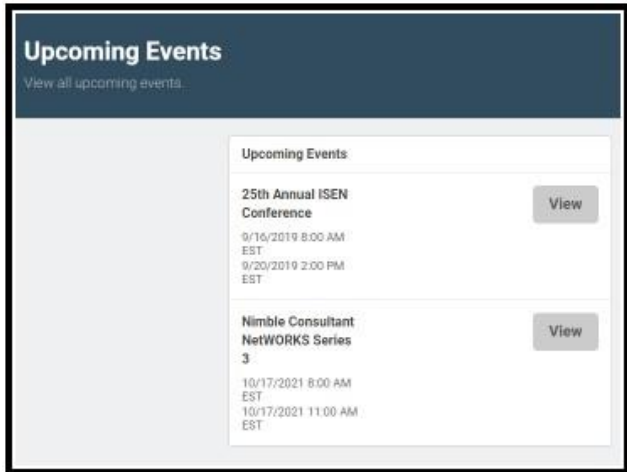 Upcoming Events
View all upcoming events.
Upcoming Events
25th Annual ISEN
Conference
View
9/16/2019 8:00 AM
EST
9/20/2019 2:00 PM
EST
Nimble Consultant
NetWORKS Series
3
View
10/17/2021 8:00 AM
EST
10/17/2021 11:00 AM
EST